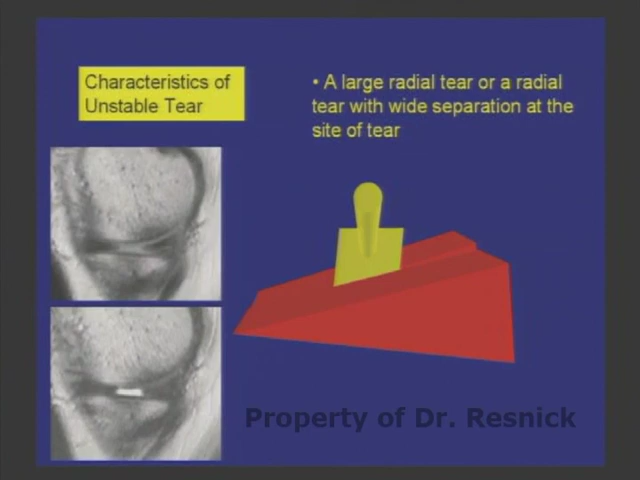 Characteristics of
Unstable Tear
• A large radial tear or a radial
tear with wide separation at the
site of tear
Property of Dr. Resnick